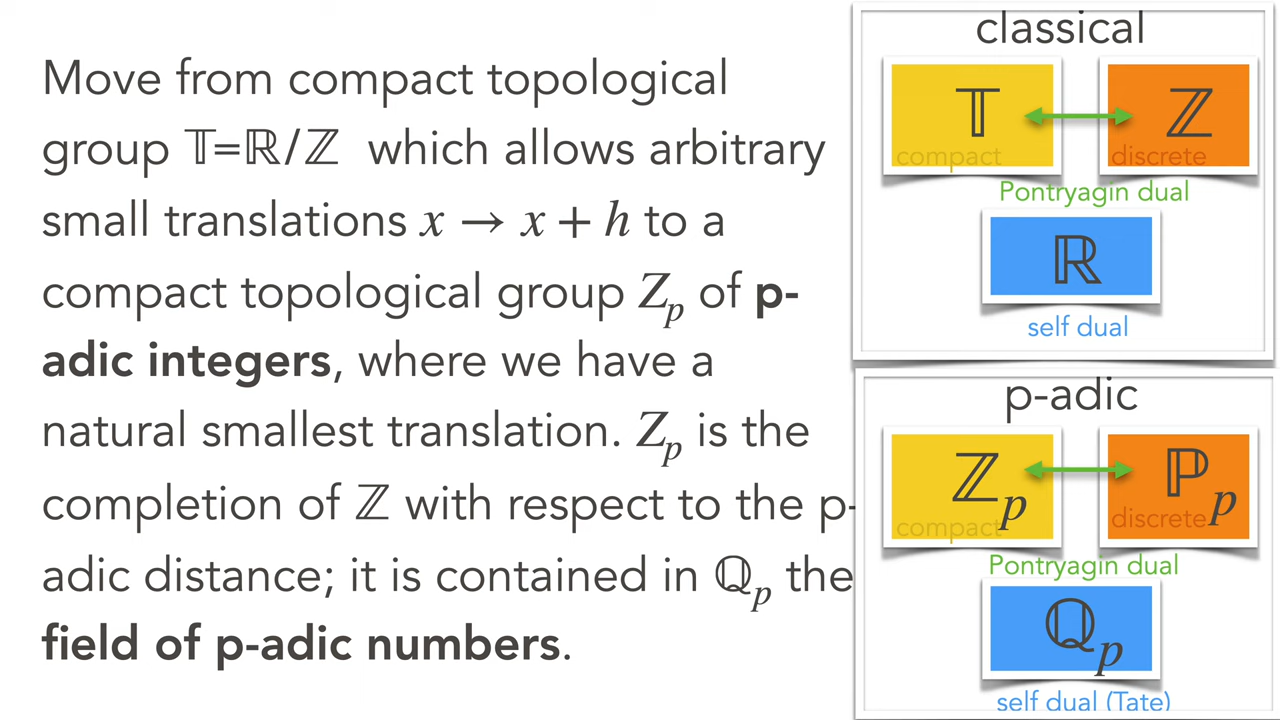 Move from compact topological
group 𝕋=ℝ/ℤ which allows arbitrary
small translations x → x + h to a
compact topological group Z_p of p-
adic integers, where we have a
natural smallest translation. Z_p is the
completion of ℤ with respect to the p-
adic distance; it is contained in ℚ_p the
field of p-adic numbers.
classical
𝕋 ℤ
compact discrete
Pontryagin dual
ℝ
self dual
p-adic
ℤ_p ℙ_p
compact discrete
Pontryagin dual
ℚ_p
self dual (Tate)